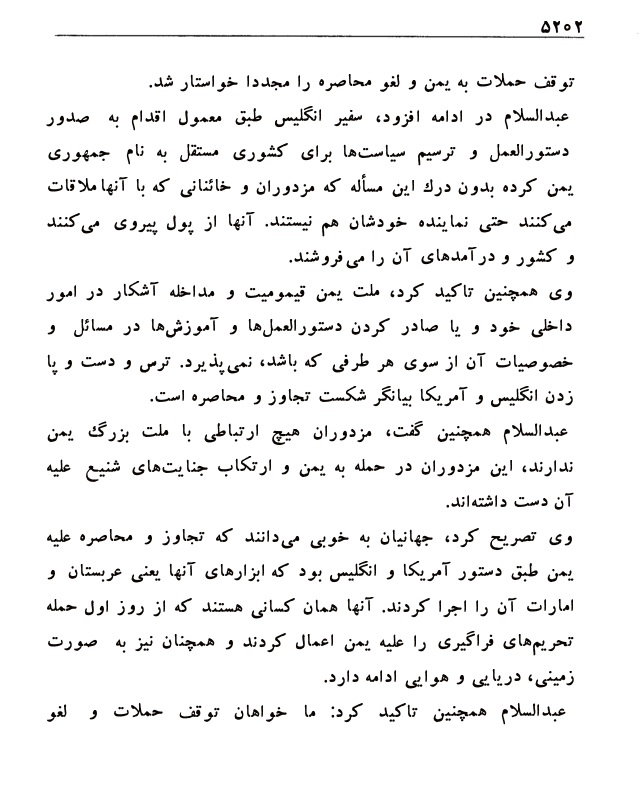 ۵۲۰۲
توقف حملات به یمن و لغو محاصره را مجددا خواستار شد.
عبدالسلام در ادامه افزود، سفیر انگلیس طبق معمول اقدام به صدور
دستورالعمل و ترسیم سیاست‌ها برای کشوری مستقل به نام جمهوری
یمن کرده بدون درك این مسأله که مزدوران و خائنانی که با آنها ملاقات
می‌کنند حتی نماینده خودشان هم نیستند. آنها از پول پیروی می‌کنند
و کشور و درآمدهای آن را می‌فروشند.
وی همچنین تاکید کرد، ملت یمن قیمومیت و مداخله آشکار در امور
داخلی خود و یا صادر کردن دستورالعمل‌ها و آموزش‌ها در مسائل و
خصوصیات آن از سوی هر طرفی که باشد، نمی‌پذیرد. ترس و دست و پا
زدن انگلیس و آمریکا بیانگر شکست تجاوز و محاصره است.
عبدالسلام همچنین گفت، مزدوران هیچ ارتباطی با ملت بزرگ یمن
ندارند، این مزدوران در حمله به یمن و ارتکاب جنایت‌های شنیع علیه
آن دست داشته‌اند.
وی تصریح کرد، جهانیان به خوبی می‌دانند که تجاوز و محاصره علیه
یمن طبق دستور آمریکا و انگلیس بود که ابزارهای آنها یعنی عربستان و
امارات آن را اجرا کردند. آنها همان کسانی هستند که از روز اول حمله
تحریم‌های فراگیری را علیه یمن اعمال کردند و همچنان نیز به صورت
زمینی، دریایی و هوایی ادامه دارد.
عبدالسلام همچنین تاکید کرد: ما خواهان توقف حملات و لغو